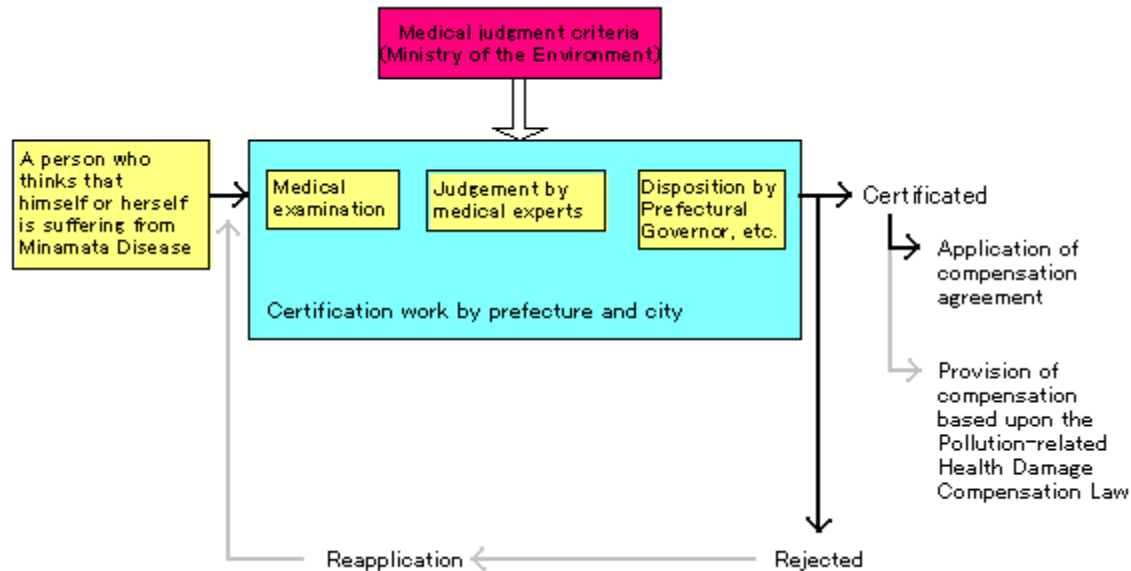 Medical judgment criteria
(Ministry of the Environment)
A person who
thinks that
himself or herself
is suffering from
Minamata Disease
Medical
examination
Judgement by
medical experts
Disposition by
Prefectural
Governor, etc.
Certification work by prefecture and city
Certificated
Application of
compensation
agreement
Provision of
compensation
based upon the
Pollution-related
Health Damage
Compensation Law
Reapplication
Rejected